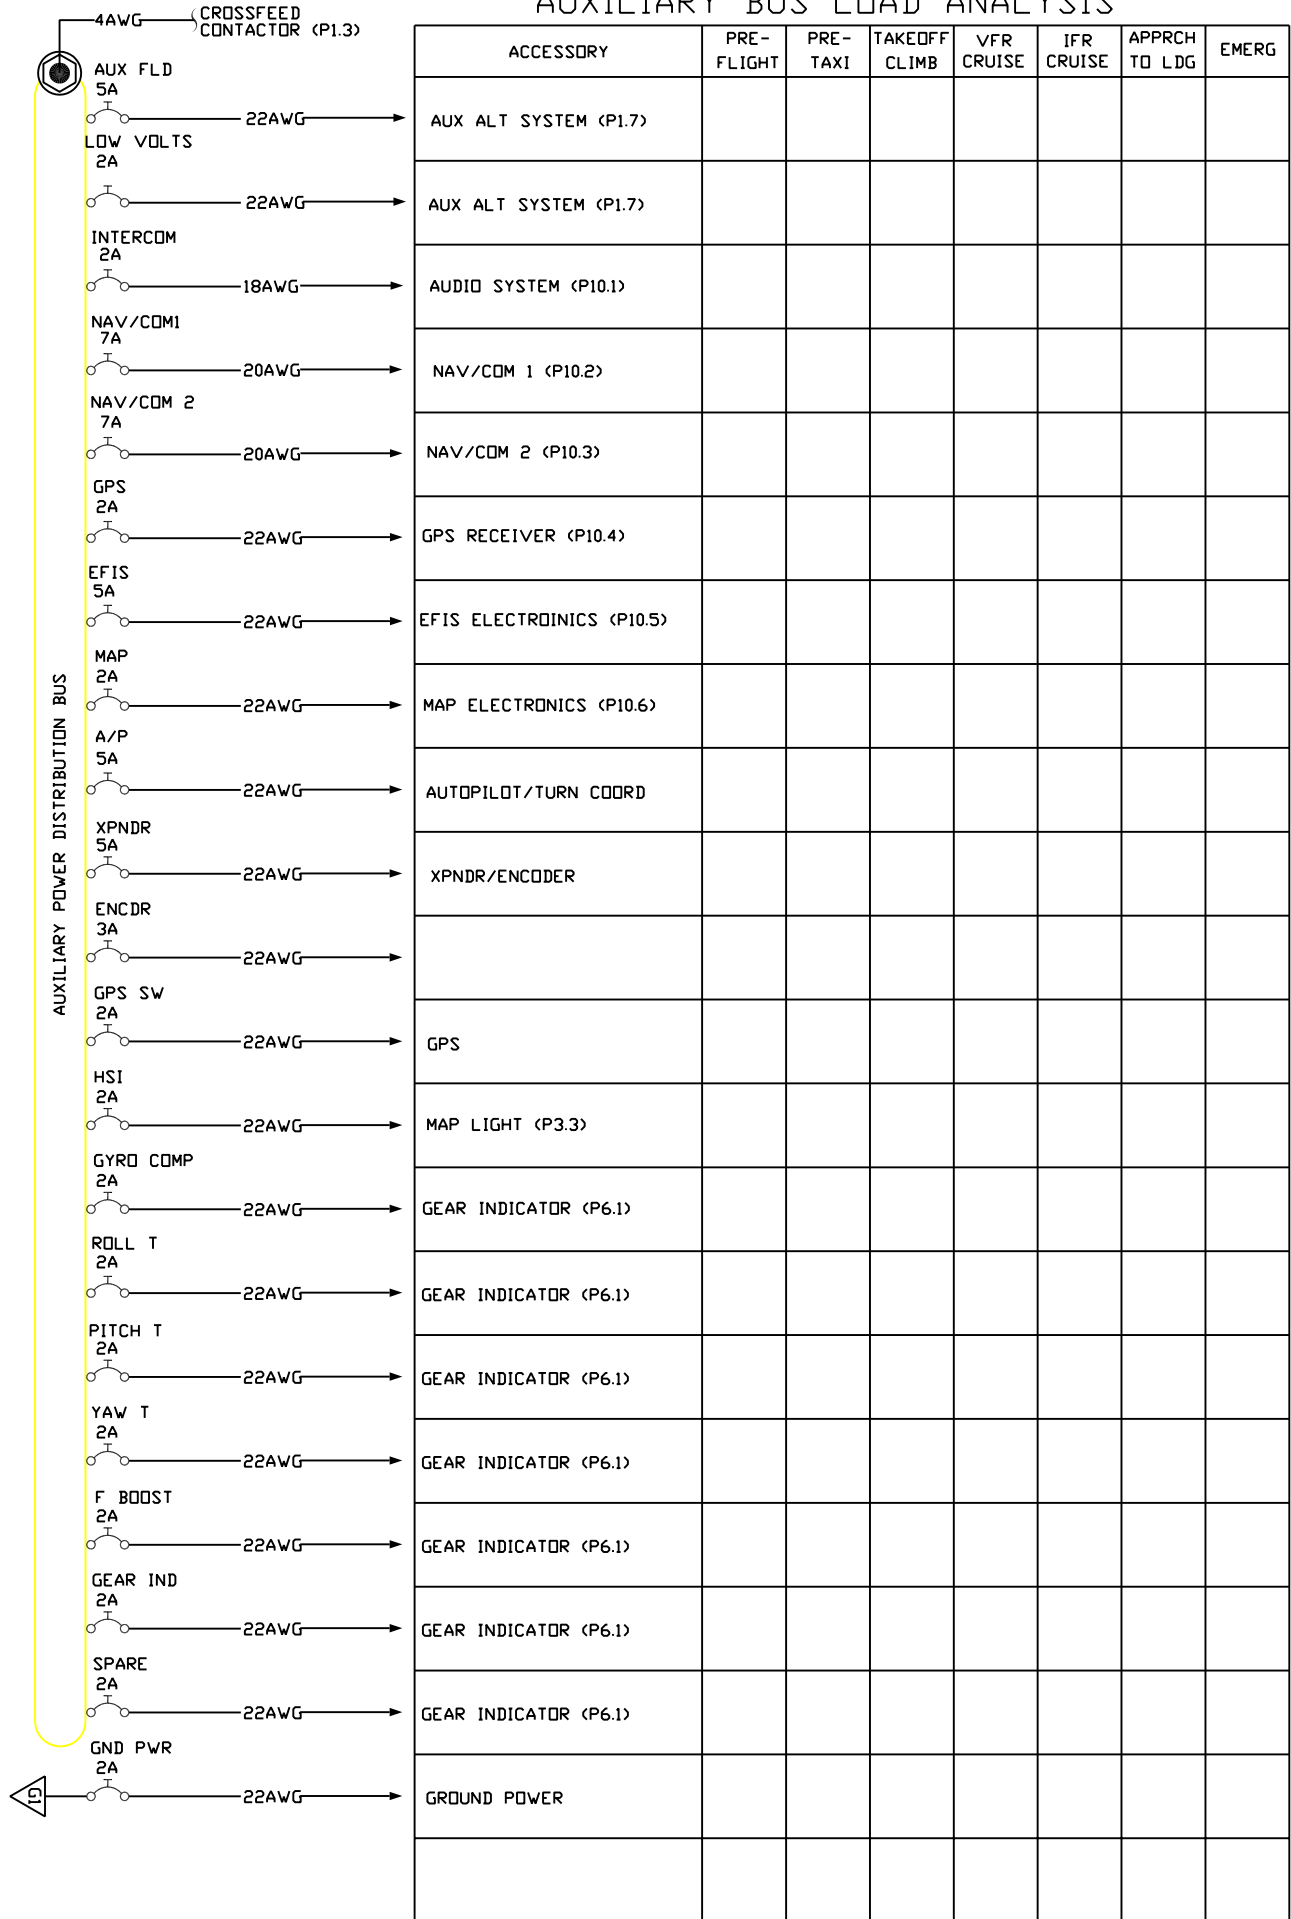 AUXILIARY BUS LOAD ANALYSIS
4AWG
CROSSFEED
CONTACTOR (P1.3)
ACCESSORY
PRE-
FLIGHT
PRE-
TAXI
TAKEOFF
CLIMB
VFR
CRUISE
IFR
CRUISE
APPRCH
TO LDG
EMERG
AUX FLD
5A
22AWG
AUX ALT SYSTEM (P1.7)
LOW VOLTS
2A
22AWG
AUX ALT SYSTEM (P1.7)
INTERCOM
2A
18AWG
AUDIO SYSTEM (P10.1)
NAV/COM1
7A
20AWG
NAV/COM 1 (P10.2)
NAV/COM 2
7A
20AWG
NAV/COM 2 (P10.3)
GPS
2A
22AWG
GPS RECEIVER (P10.4)
EFIS
5A
22AWG
EFIS ELECTROINICS (P10.5)
MAP
2A
22AWG
MAP ELECTRONICS (P10.6)
A/P
5A
22AWG
AUTOPILOT/TURN COORD
XPNDR
5A
22AWG
XPNDR/ENCODER
ENCDR
3A
22AWG
GPS SW
2A
22AWG
GPS
HSI
2A
22AWG
MAP LIGHT (P3.3)
GYRO COMP
2A
22AWG
GEAR INDICATOR (P6.1)
ROLL T
2A
22AWG
GEAR INDICATOR (P6.1)
PITCH T
2A
22AWG
GEAR INDICATOR (P6.1)
YAW T
2A
22AWG
GEAR INDICATOR (P6.1)
F BOOST
2A
22AWG
GEAR INDICATOR (P6.1)
GEAR IND
2A
22AWG
GEAR INDICATOR (P6.1)
SPARE
2A
22AWG
GEAR INDICATOR (P6.1)
GND PWR
2A
22AWG
GROUND POWER
G1
AUXILIARY POWER DISTRIBUTION BUS